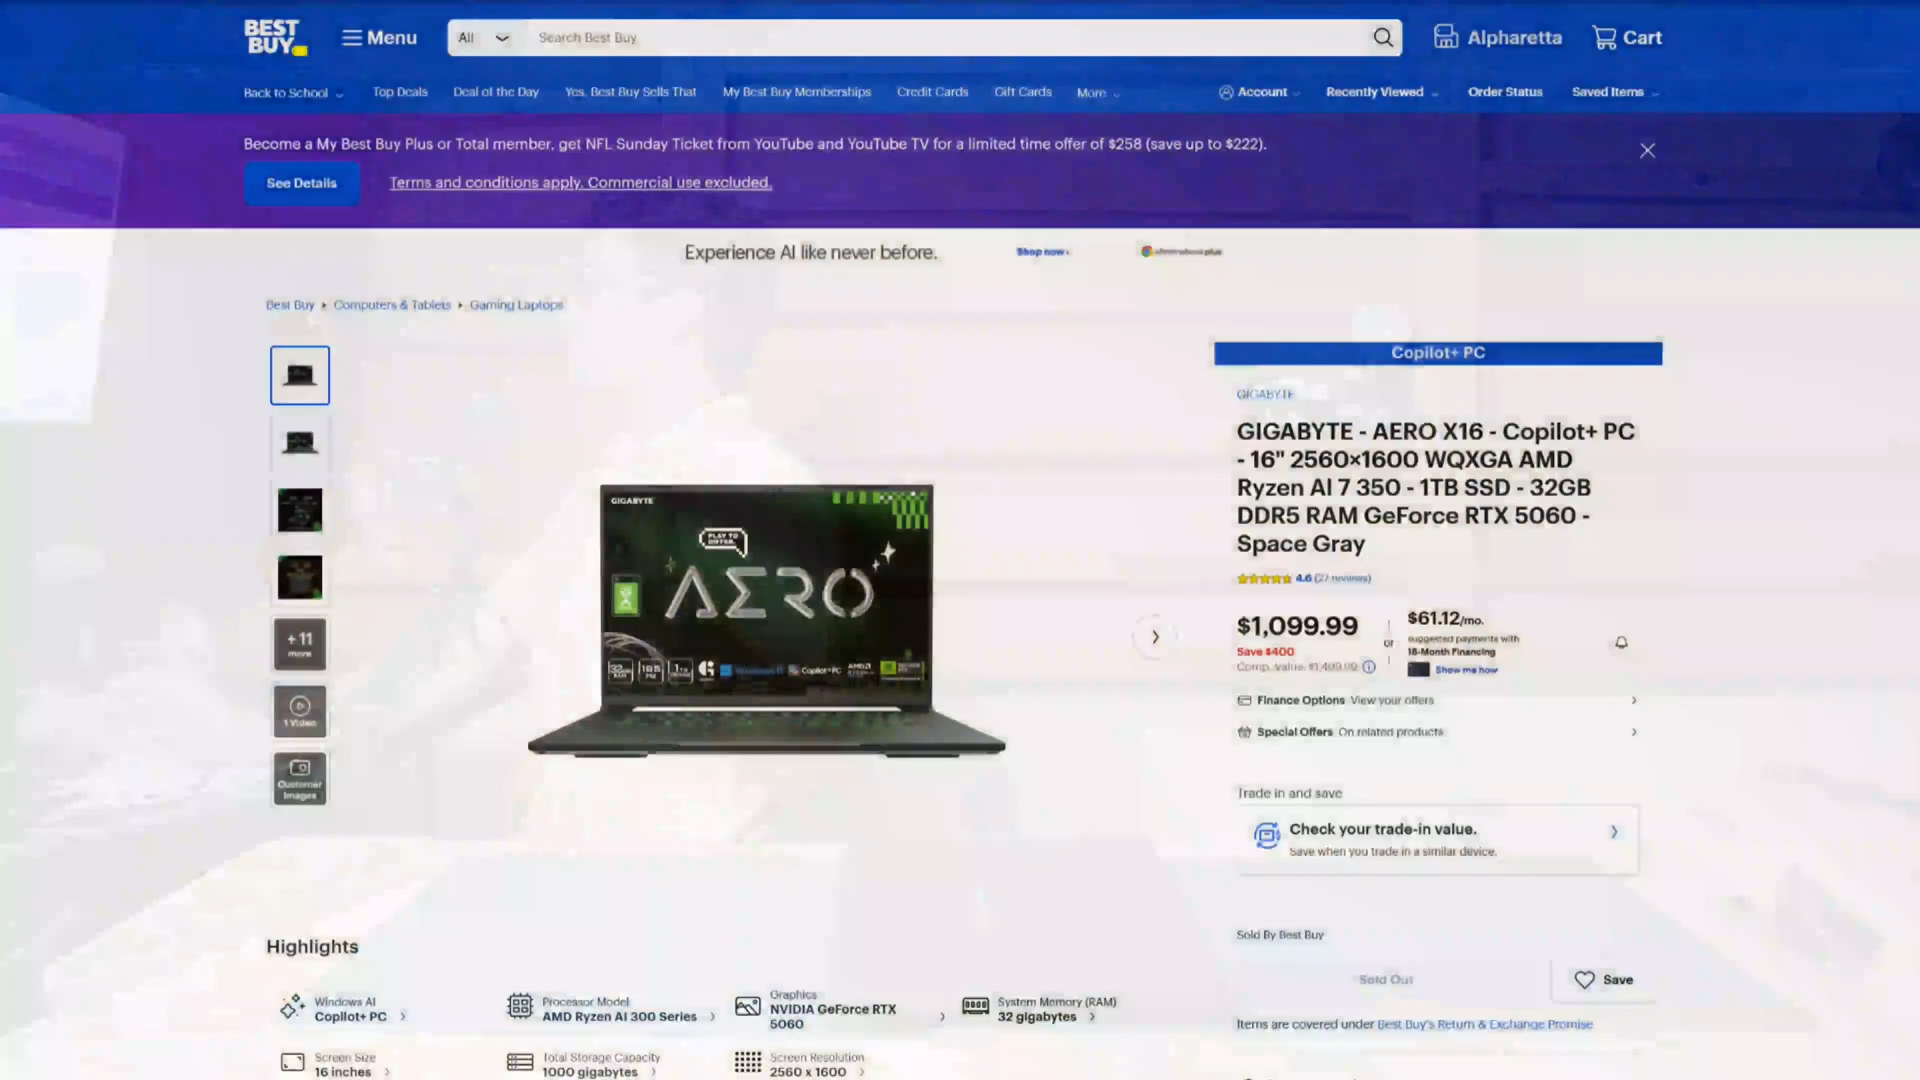 BEST BUY
Menu
All
Search Best Buy
Alpharetta
Cart
Back to School
Top Deals
Deal of the Day
Yes, Best Buy Sells That
My Best Buy Memberships
Credit Cards
Gift Cards
More
Account
Recently Viewed
Order Status
Saved Items
Become a My Best Buy Plus or Total member, get NFL Sunday Ticket from YouTube and YouTube TV for a limited time offer of $258 (save up to $222).
See Details
Terms and conditions apply. Commercial use excluded.
Experience AI like never before.
Shop now
Best Buy
Computers & Tablets
Gaming Laptops
Copilot+ PC
GIGABYTE
GIGABYTE - AERO X16 - Copilot+ PC
- 16" 2560×1600 WQXGA AMD
Ryzen AI 7 350 - 1TB SSD - 32GB
DDR5 RAM GeForce RTX 5060 -
Space Gray
4.6 (27 reviews)
$1,099.99
Save $400
Comp. value: $1,499.99
or
$61.12/mo.
suggested payments with
18-Month Financing
Show me how
Finance Options View your offers
Special Offers On related products
Trade in and save
Check your trade-in value.
Save when you trade in a similar device.
Sold By Best Buy
Sold Out
Save
Items are covered under Best Buy's Return & Exchange Promise
+ 11
more
1 Video
Customer
Images
GIGABYTE
PLAY TO
AERO
Copilot+PC
Highlights
Windows AI
Copilot+ PC
Processor Model
AMD Ryzen AI 300 Series
Graphics
NVIDIA GeForce RTX
5060
System Memory (RAM)
32 gigabytes
Screen Size
16 inches
Total Storage Capacity
1000 gigabytes
Screen Resolution
2560 x 1600